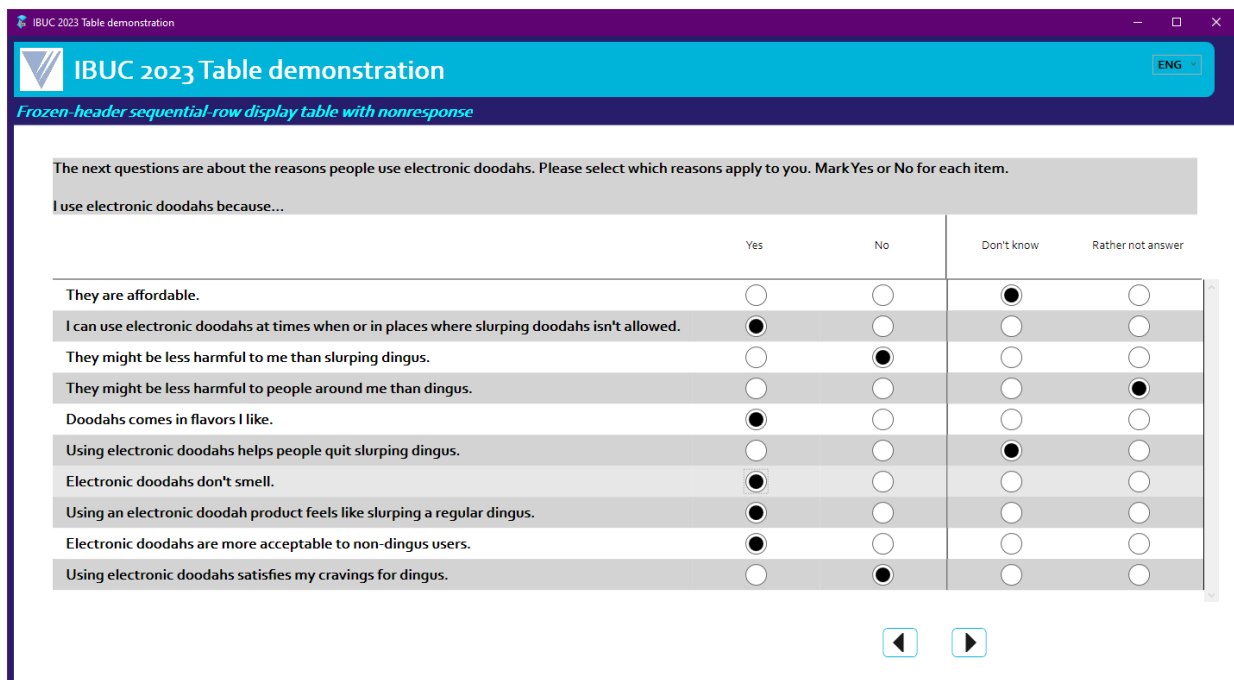 IBUC 2023 Table demonstration
IBUC 2023 Table demonstration
ENG
Frozen-header sequential-row display table with nonresponse
The next questions are about the reasons people use electronic doodahs. Please select which reasons apply to you. Mark Yes or No for each item.
I use electronic doodahs because...
Yes No Don't know Rather not answer
They are affordable.
I can use electronic doodahs at times when or in places where slurping doodahs isn't allowed.
They might be less harmful to me than slurping dingus.
They might be less harmful to people around me than dingus.
Doodahs comes in flavors I like.
Using electronic doodahs helps people quit slurping dingus.
Electronic doodahs don't smell.
Using an electronic doodah product feels like slurping a regular dingus.
Electronic doodahs are more acceptable to non-dingus users.
Using electronic doodahs satisfies my cravings for dingus.